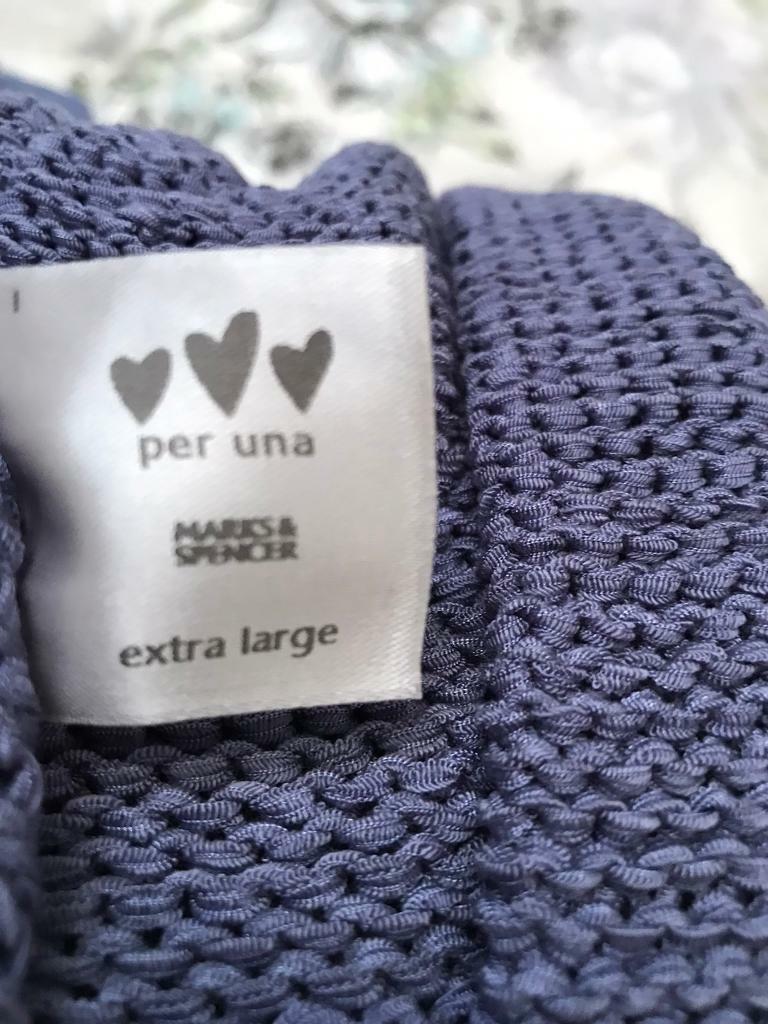 per una
MARKS &
SPENCER
extra large